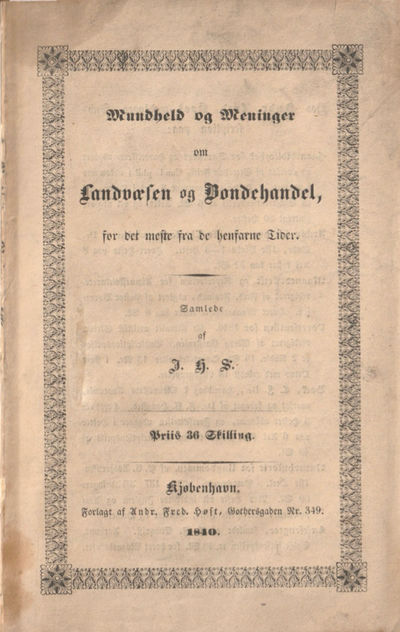 Mundheld og Meninger
om
Landvæsen og Bondehandel,
for det meste fra de henfarne Tider.
Samlede
af
J. H. S.
Priis 36 Skilling.
Kjøbenhavn.
Forlagt af Andr. Fred. Høst, Gothersgaden Nr. 349.
1840.